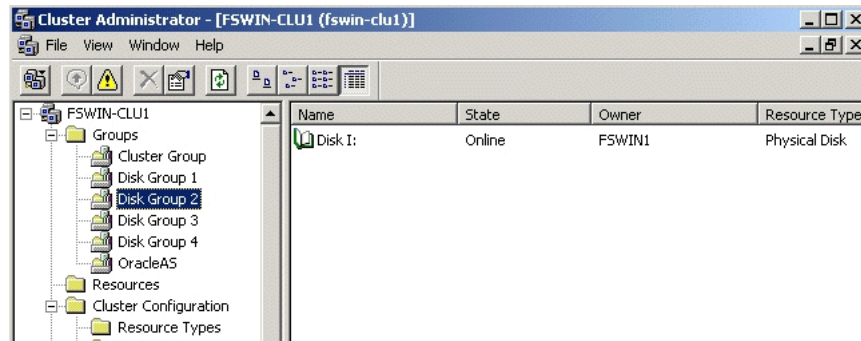 Cluster Administrator - [FSWIN-CLU1 (fswin-clu1)]
File View Window Help
FSWIN-CLU1
Groups
Cluster Group
Disk Group 1
Disk Group 2
Disk Group 3
Disk Group 4
OracleAS
Resources
Cluster Configuration
Resource Types
Name State Owner Resource Type
Disk I: Online FSWIN1 Physical Disk